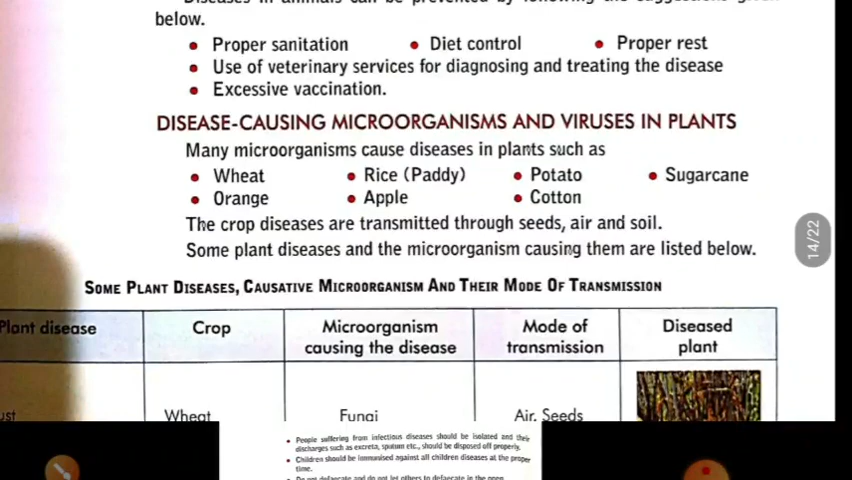 below.
• Proper sanitation • Diet control • Proper rest
• Use of veterinary services for diagnosing and treating the disease
• Excessive vaccination.
DISEASE-CAUSING MICROORGANISMS AND VIRUSES IN PLANTS
Many microorganisms cause diseases in plants such as
• Wheat • Rice (Paddy) • Potato • Sugarcane
• Orange • Apple • Cotton
The crop diseases are transmitted through seeds, air and soil.
Some plant diseases and the microorganism causing them are listed below.
SOME PLANT DISEASES, CAUSATIVE MICROORGANISM AND THEIR MODE OF TRANSMISSION
Plant disease Crop Microorganism causing the disease Mode of transmission Diseased plant
Wheat Fungi Air, Seeds
14/22
• People suffering from infectious diseases should be isolated and their
discharges such as excreta, sputum etc., should be disposed off properly.
• Children should be immunised against all children diseases at the proper
time.